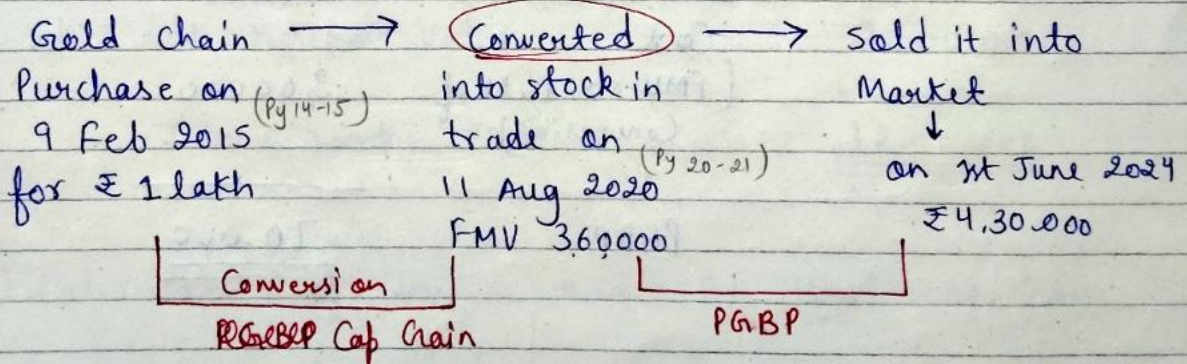 Gold Chain → Converted → Sold it into
Purchase on (Py 14-15) into stock in Market
9 Feb 2015 trade on (Py 20-21) ↓
for ₹ 1 lakh 11 Aug 2020 on 1st June 2024
FMV 360000 ₹4,30,000
Conversion PGBP
Cap Gain